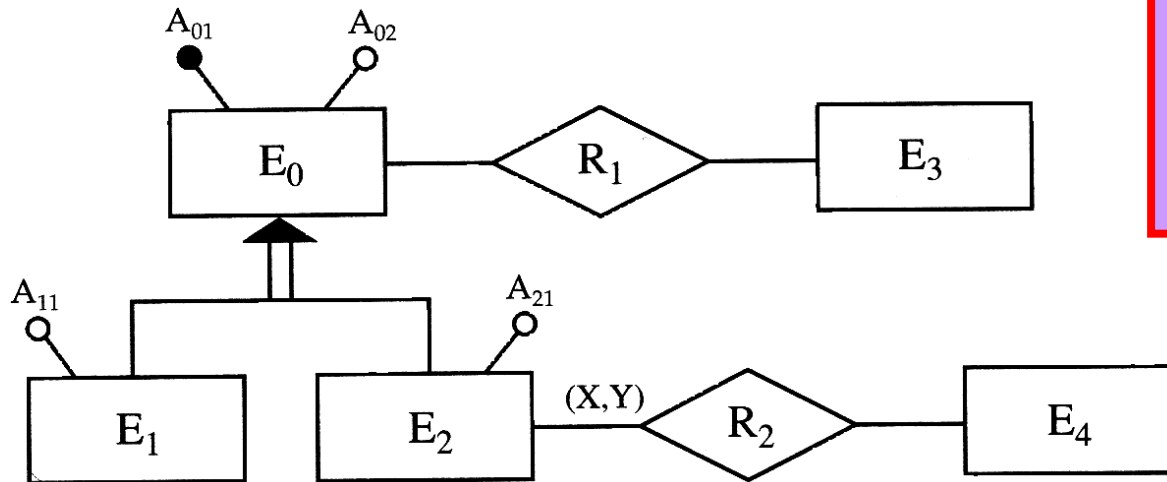 A₀₁ A₀₂
E₀ R₁ E₃
A₁₁ A₂₁
E₁ E₂ (X,Y) R₂ E₄